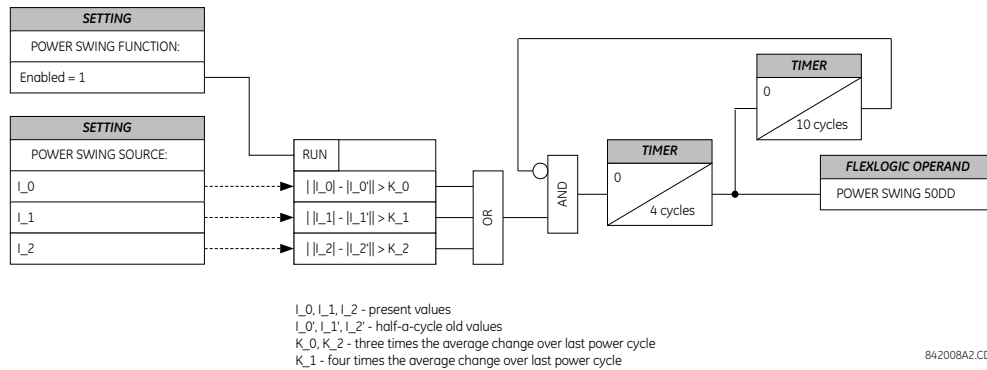 SETTING
POWER SWING FUNCTION:
Enabled = 1
SETTING
POWER SWING SOURCE:
I_0
I_1
I_2
RUN
| |I_0| - |I_0'|| > K_0
| |I_1| - |I_1'|| > K_1
| |I_2| - |I_2'|| > K_2
OR
AND
TIMER
0
4 cycles
TIMER
0
10 cycles
FLEXLOGIC OPERAND
POWER SWING 50DD
I_0, I_1, I_2 - present values
I_0', I_1', I_2' - half-a-cycle old values
K_0, K_2 - three times the average change over last power cycle
K_1 - four times the average change over last power cycle
842008A2.CD